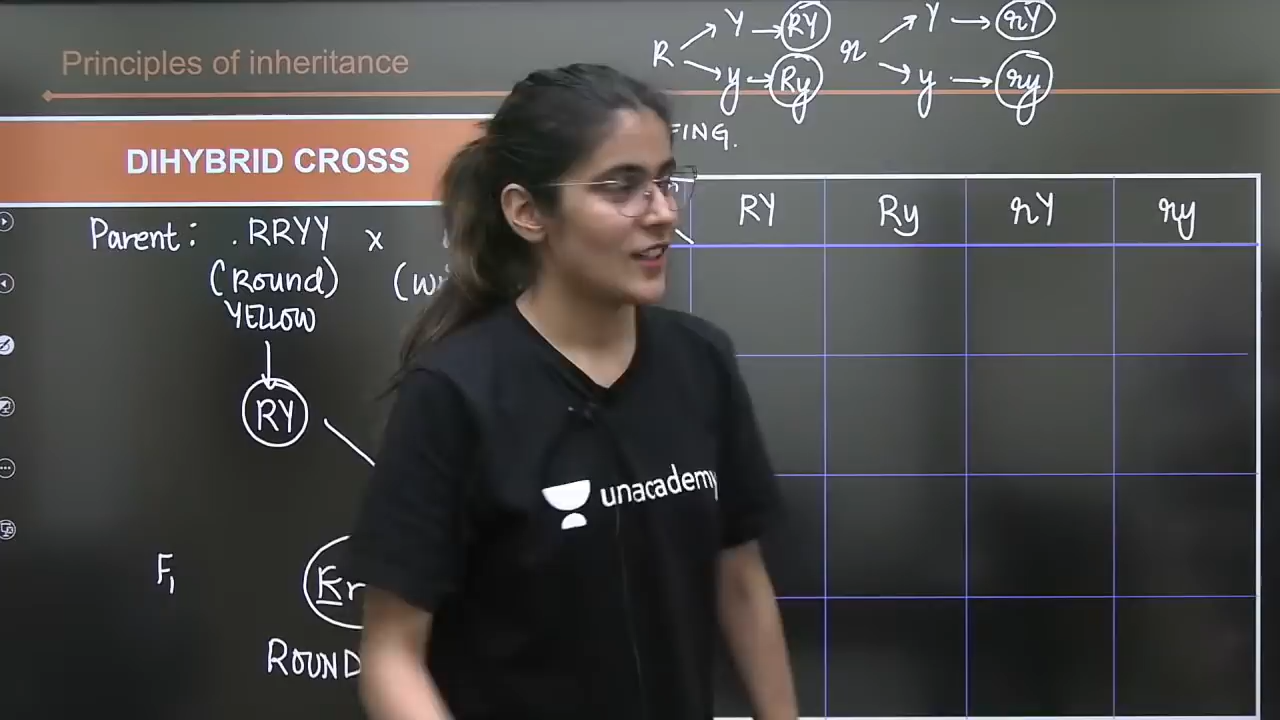 Principles of inheritance
DIHYBRID CROSS
Parent: . RRYY x
(Round) (w
YELLOW
RY
F1
ROUND
R Y RY
y Ry
r Y rY
y ry
FING.
RY Ry rY ry
unacademy